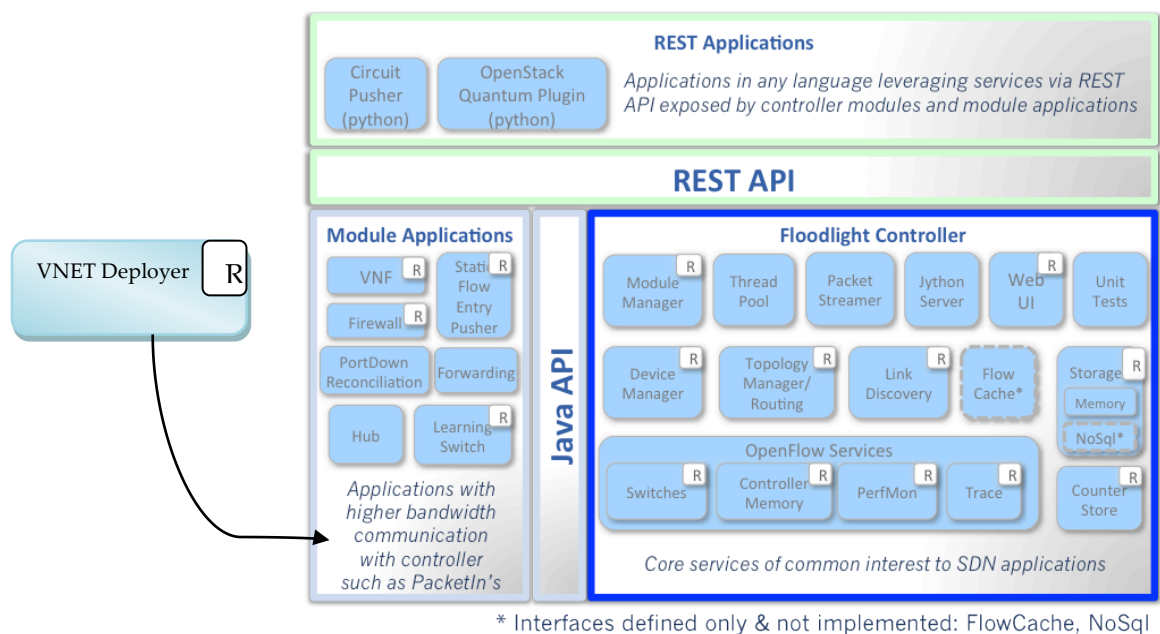 REST Applications
Circuit
Pusher
(python)
OpenStack
Quantum Plugin
(python)
Applications in any language leveraging services via REST
API exposed by controller modules and module applications
REST API
VNET Deployer
R
Module Applications
VNF
R
Static
R
Flow
Entry
Pusher
Firewall
R
PortDown
Reconciliation
Forwarding
Hub
Learning
Switch
R
Applications with
higher bandwidth
communication
with controller
such as PacketIn's
Java API
Floodlight Controller
Module
Manager
R
Thread
Pool
Packet
Streamer
Jython
Server
Web
UI
R
Unit
Tests
Device
Manager
R
Topology
Manager/
Routing
R
Link
Discovery
R
Flow
Cache*
Storage
R
Memory
NoSql*
OpenFlow Services
Switches
R
Controller
Memory
R
PerfMon
R
Trace
R
Counter
Store
R
Core services of common interest to SDN applications
* Interfaces defined only & not implemented: FlowCache, NoSql